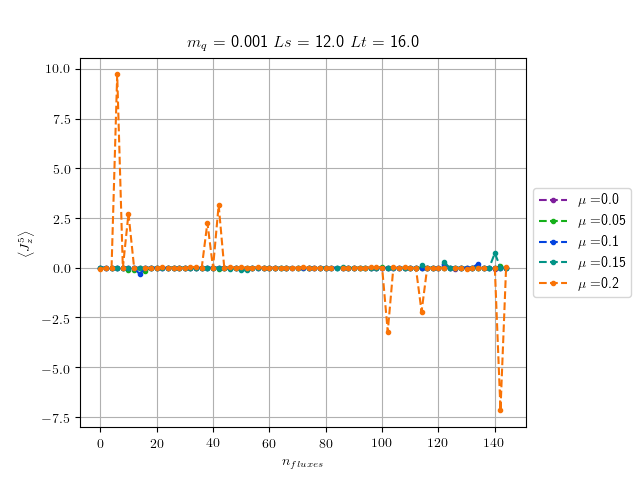 m_q = 0.001 Ls = 12.0 Lt = 16.0
10.0
7.5
5.0
2.5
0.0
−2.5
−5.0
−7.5
⟨J_z^5⟩
0 20 40 60 80 100 120 140
n_fluxes
μ =0.0
μ =0.05
μ =0.1
μ =0.15
μ =0.2